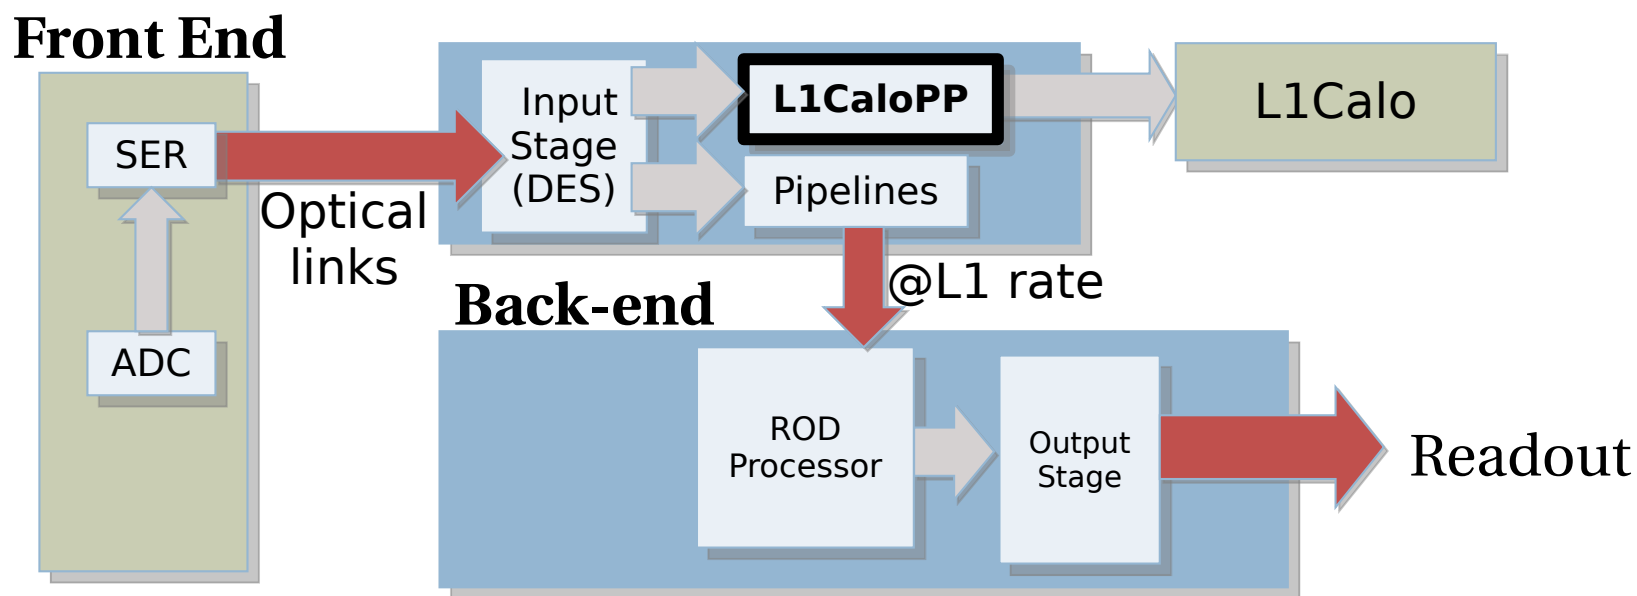 Front End
SER
ADC
Optical
links
Input
Stage
(DES)
L1CaloPP
Pipelines
L1Calo
@L1 rate
Back-end
ROD
Processor
Output
Stage
Readout